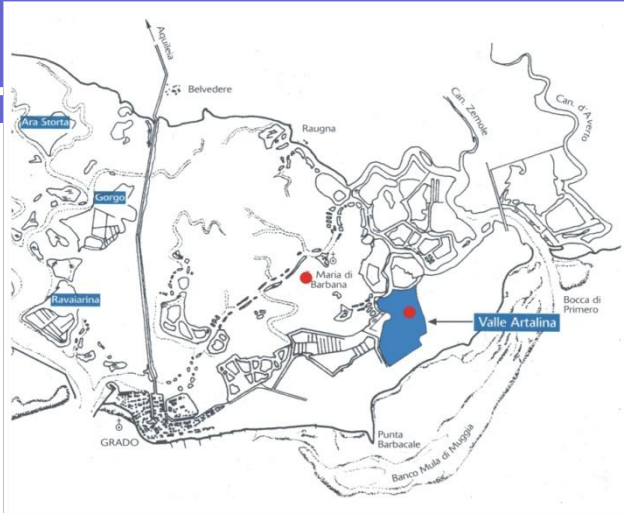 Aquileia
Belvedere
Can. Zemole
Can. d'Averto
Ara Storta
Raugna
Gorgo
Maria di
Barbana
Ravaiarina
Bocca di
Primero
Valle Artalina
GRADO
Punta
Barbacale
Banco Mula di Muggia